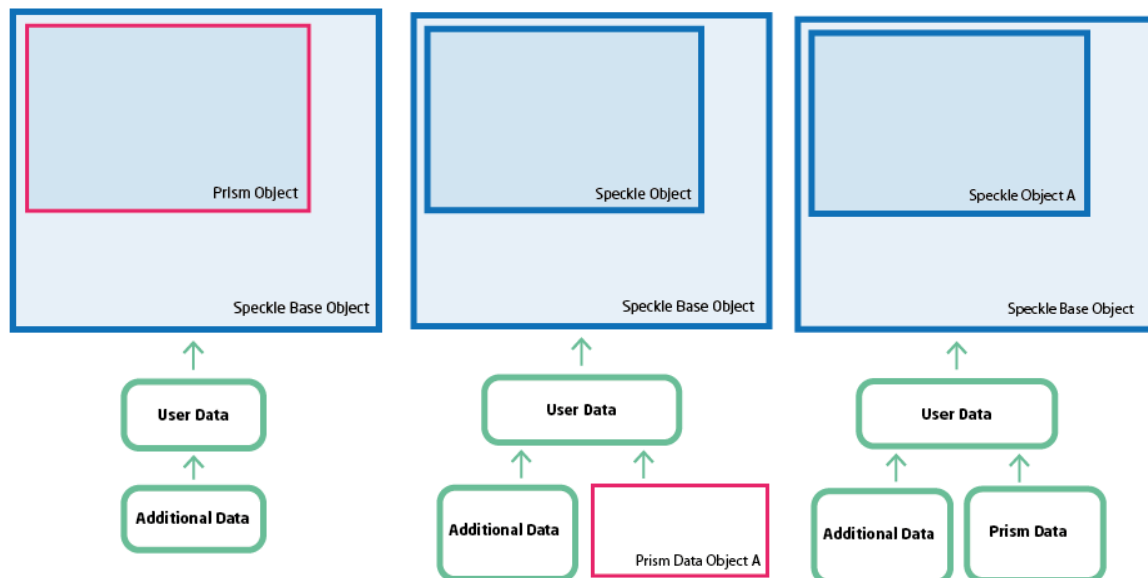 Prism Object
Speckle Base Object
User Data
Additional Data
Speckle Object
Speckle Base Object
User Data
Additional Data
Prism Data Object A
Speckle Object A
Speckle Base Object
User Data
Additional Data
Prism Data